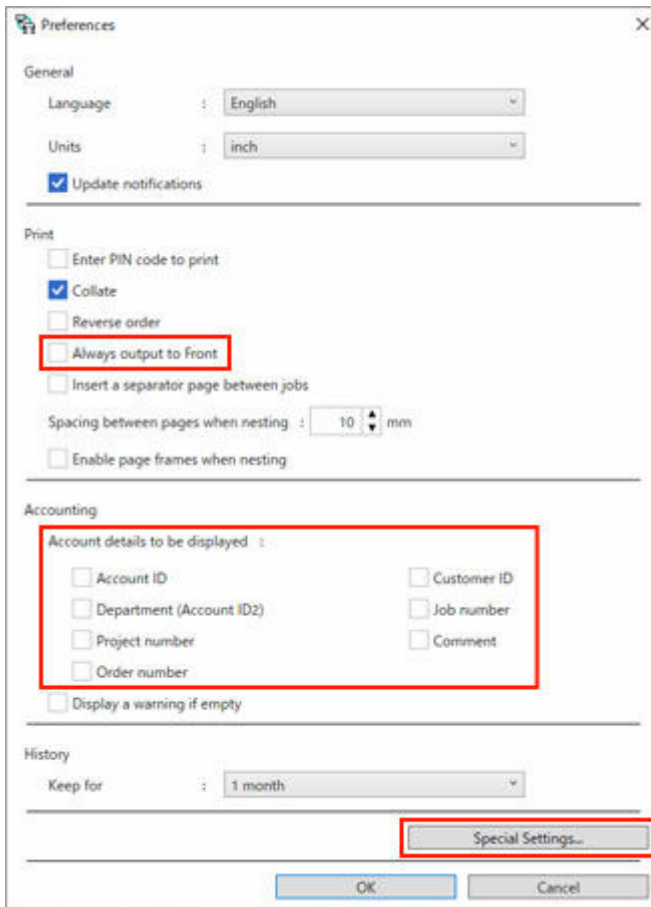 Preferences
General
Language : English
Units : inch
Update notifications
Print
Enter PIN code to print
Collate
Reverse order
Always output to Front
Insert a separator page between jobs
Spacing between pages when nesting : 10 mm
Enable page frames when nesting
Accounting
Account details to be displayed :
Account ID Customer ID
Department (Account ID2) Job number
Project number Comment
Order number
Display a warning if empty
History
Keep for : 1 month
Special Settings...
OK Cancel